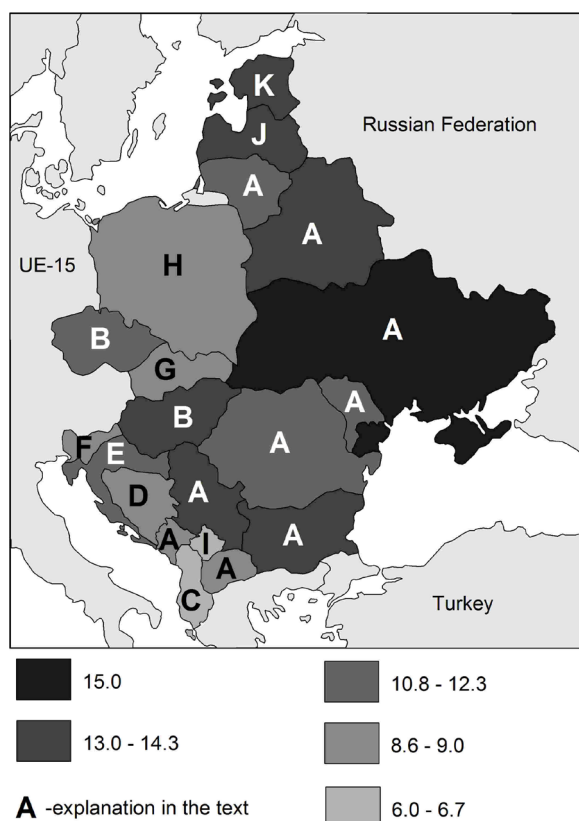 K
Russian Federation
J
A
A
H
UE-15
A
B
G
A
B
A
F
E
D
A
A
A
I
A
C
Turkey
15.0
10.8 - 12.3
13.0 - 14.3
8.6 - 9.0
A -explanation in the text
6.0 - 6.7